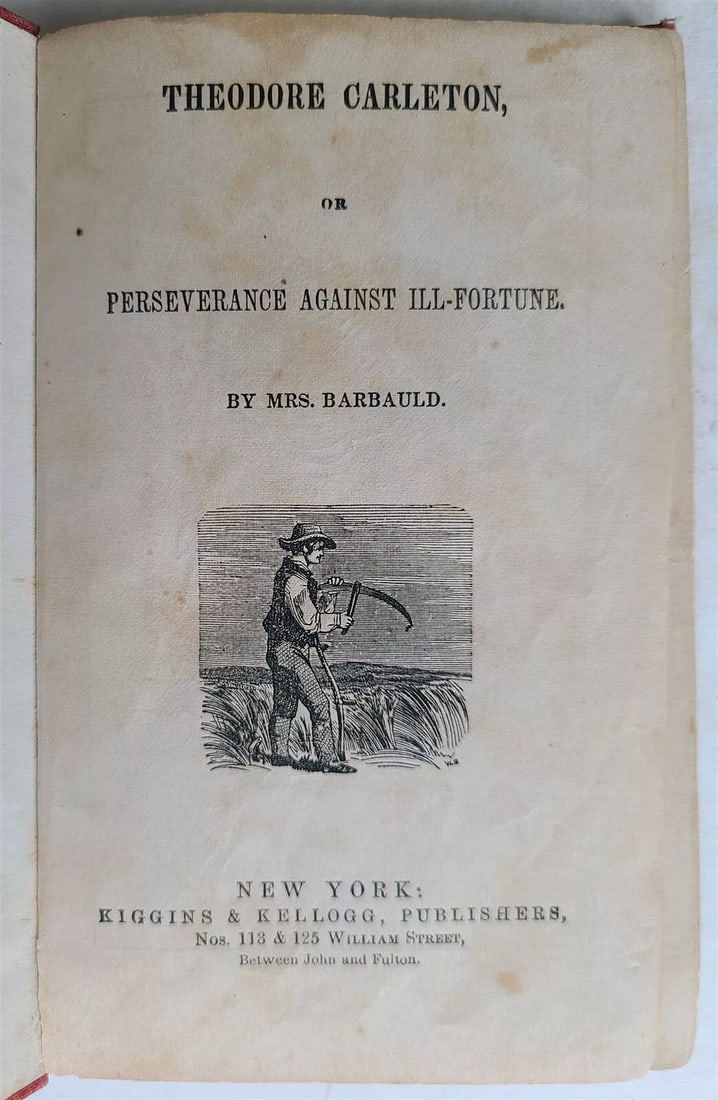 THEODORE CARLETON,
OR
PERSEVERANCE AGAINST ILL-FORTUNE.
BY MRS. BARBAULD.
NEW YORK:
KIGGINS & KELLOGG, PUBLISHERS,
Nos. 113 & 125 WILLIAM STREET,
Between John and Fulton.